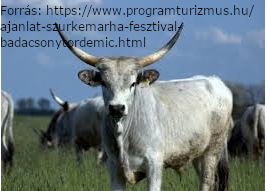 Forrás: https://www.programturizmus.hu/
ajanlat-szurkemarha-fesztival-
badacsonytordemic.html